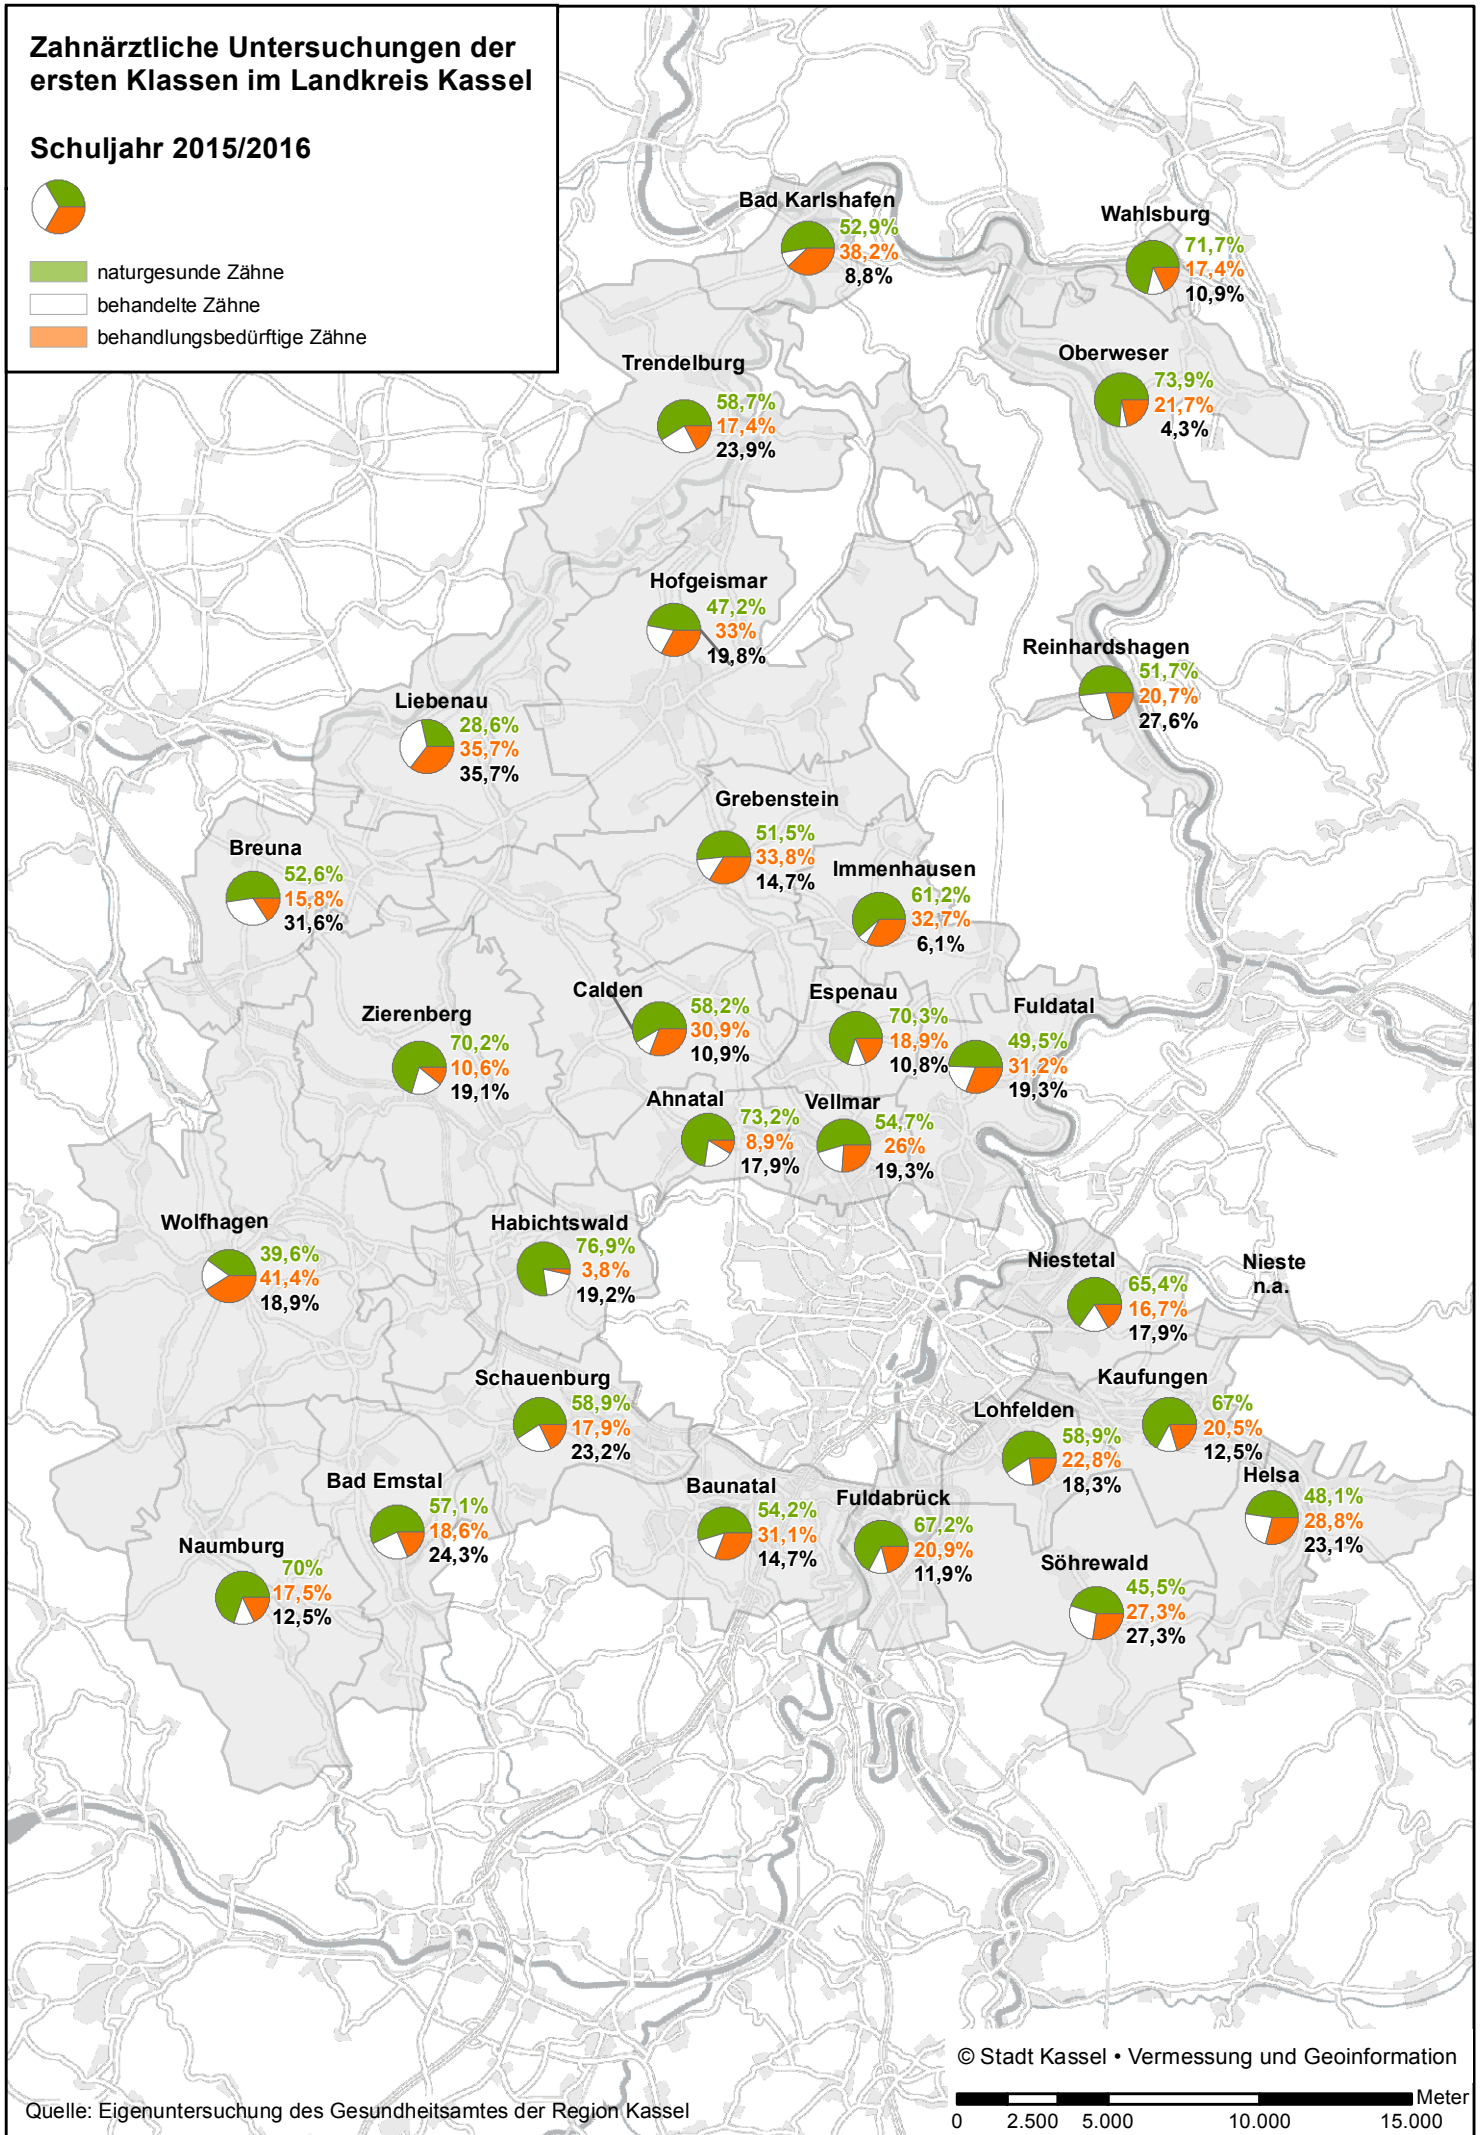 Zahnärztliche Untersuchungen der
ersten Klassen im Landkreis Kassel
Schuljahr 2015/2016
naturgesunde Zähne
behandelte Zähne
behandlungsbedürftige Zähne
Bad Karlshafen
52,9%
38,2%
8,8%
Wahlsburg
71,7%
17,4%
10,9%
Oberweser
73,9%
21,7%
4,3%
Trendelburg
58,7%
17,4%
23,9%
Hofgeismar
47,2%
33%
19,8%
Reinhardshagen
51,7%
20,7%
27,6%
Liebenau
28,6%
35,7%
35,7%
Grebenstein
51,5%
33,8%
14,7%
Breuna
52,6%
15,8%
31,6%
Immenhausen
61,2%
32,7%
6,1%
Calden
58,2%
30,9%
10,9%
Espenau
70,3%
18,9%
10,8%
Fuldatal
49,5%
31,2%
19,3%
Zierenberg
70,2%
10,6%
19,1%
Ahnatal
73,2%
8,9%
17,9%
Vellmar
54,7%
26%
19,3%
Wolfhagen
39,6%
41,4%
18,9%
Habichtswald
76,9%
3,8%
19,2%
Niestetal
65,4%
16,7%
17,9%
Nieste
n.a.
Schauenburg
58,9%
17,9%
23,2%
Kaufungen
67%
20,5%
12,5%
Lohfelden
58,9%
22,8%
18,3%
Helsa
48,1%
28,8%
23,1%
Bad Emstal
57,1%
18,6%
24,3%
Baunatal
54,2%
31,1%
14,7%
Fuldabrück
67,2%
20,9%
11,9%
Naumburg
70%
17,5%
12,5%
Söhrewald
45,5%
27,3%
27,3%
© Stadt Kassel • Vermessung und Geoinformation
Meter
0 2.500 5.000 10.000 15.000
Quelle: Eigenuntersuchung des Gesundheitsamtes der Region Kassel